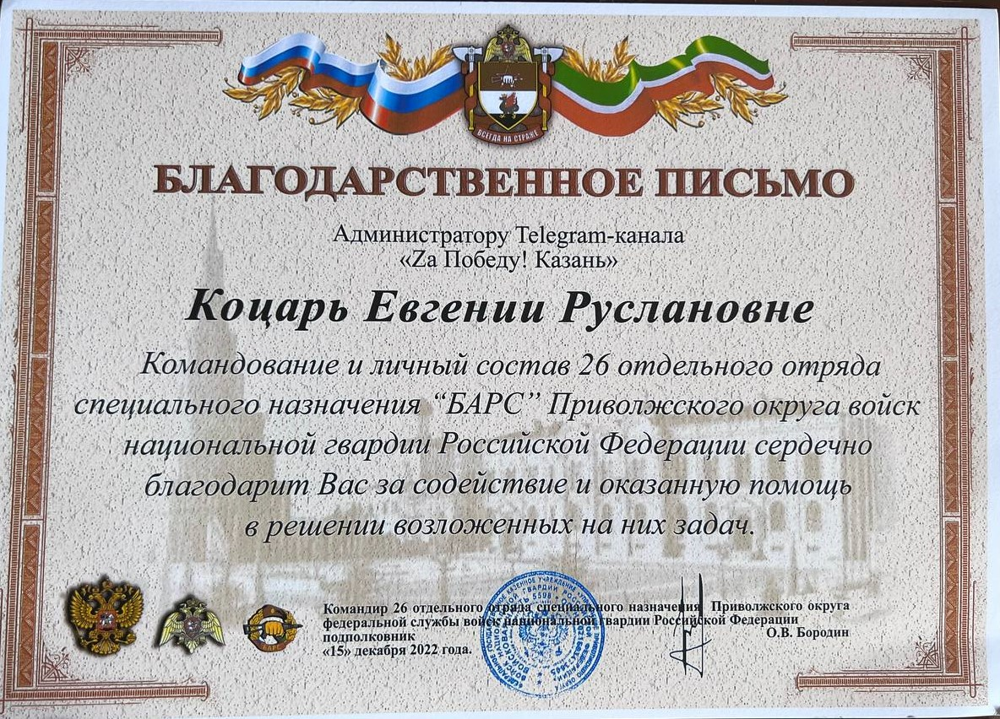 ВСЕГДА НА СТРАЖЕ
БЛАГОДАРСТВЕННОЕ ПИСЬМО
Администратору Telegram-канала
«Zа Победу! Казань»
Коцарь Евгении Руслановне
Командование и личный состав 26 отдельного отряда
специального назначения “БАРС” Приволжского округа войск
национальной гвардии Российской Федерации сердечно
благодарит Вас за содействие и оказанную помощь
в решении возложенных на них задач.
БАРС
Командир 26 отдельного отряда специального назначения Приволжского округа
федеральной службы войск национальной гвардии Российской Федерации
подполковник
О.В. Бородин
«15» декабря 2022 года.